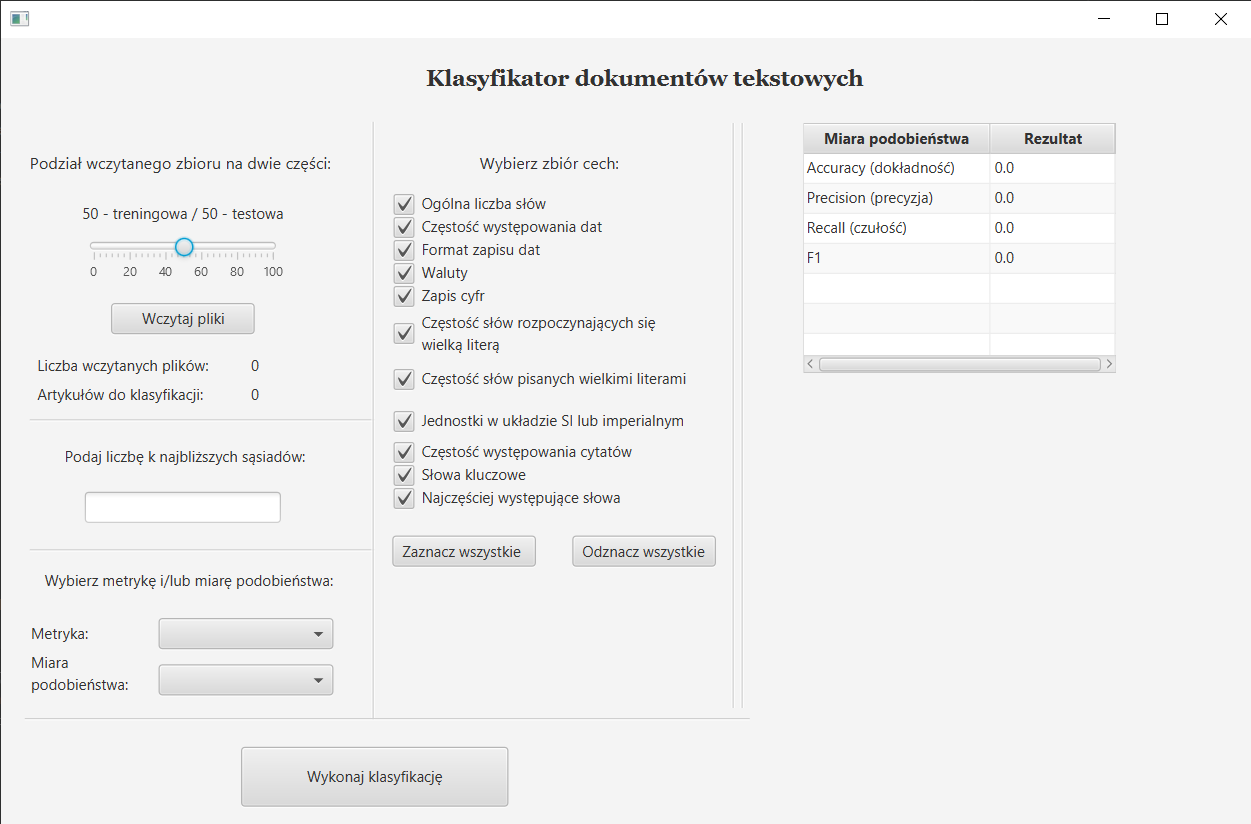 Klasyfikator dokumentów tekstowych
Podział wczytanego zbioru na dwie części:
50 - treningowa / 50 - testowa
0 20 40 60 80 100
Wczytaj pliki
Liczba wczytanych plików: 0
Artykułów do klasyfikacji: 0
Podaj liczbę k najbliższych sąsiadów:
Wybierz metrykę i/lub miarę podobieństwa:
Metryka:
Miara
podobieństwa:
Wybierz zbiór cech:
Ogólna liczba słów
Częstość występowania dat
Format zapisu dat
Waluty
Zapis cyfr
Częstość słów rozpoczynających się
wielką literą
Częstość słów pisanych wielkimi literami
Jednostki w układzie SI lub imperialnym
Częstość występowania cytatów
Słowa kluczowe
Najczęściej występujące słowa
Zaznacz wszystkie Odznacz wszystkie
Miara podobieństwa Rezultat
Accuracy (dokładność) 0.0
Precision (precyzja) 0.0
Recall (czułość) 0.0
F1 0.0
Wykonaj klasyfikację